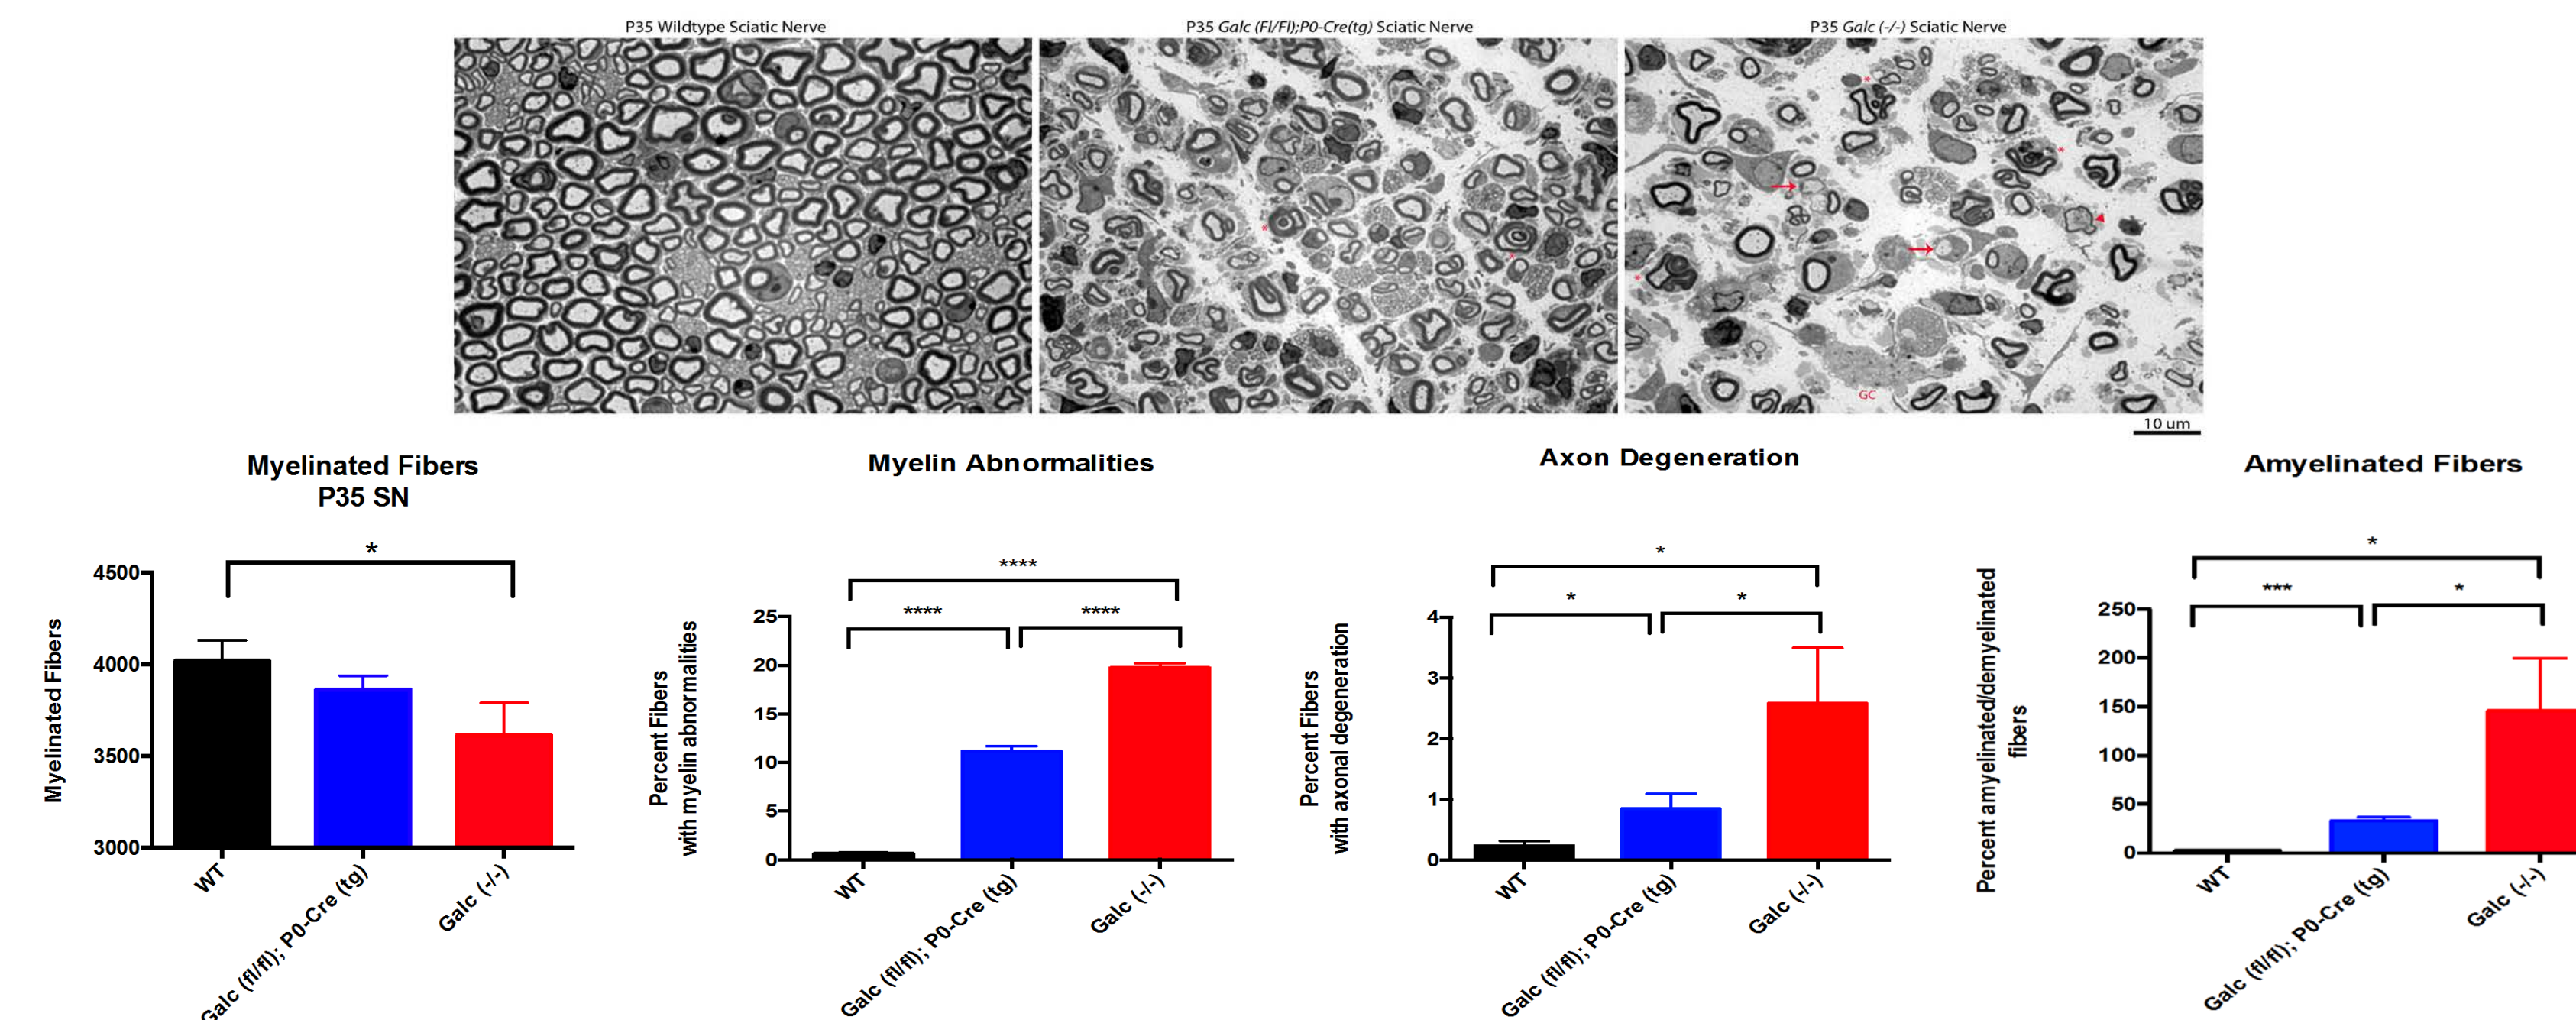 P35 Wildtype Sciatic Nerve
P35 Galc (Fl/Fl);P0-Cre(tg) Sciatic Nerve
P35 Galc (-/-) Sciatic Nerve
*
*
*
*
*
GC
10 um
Myelinated Fibers
P35 SN
*
4500
4000
3500
3000
Myelinated Fibers
WT
Galc (fl/fl); P0-Cre (tg)
Galc (-/-)
Myelin Abnormalities
****
****
****
25
20
15
10
5
0
Percent Fibers
with myelin abnormalities
WT
Galc (fl/fl); P0-Cre (tg)
Galc (-/-)
Axon Degeneration
*
*
*
4
3
2
1
0
Percent Fibers
with axonal degeneration
WT
Galc (fl/fl); P0-Cre (tg)
Galc (-/-)
Amyelinated Fibers
*
***
*
250
200
150
100
50
0
Percent amyelinated/demyelinated
fibers
WT
Galc (fl/fl); P0-Cre (tg)
Galc (-/-)